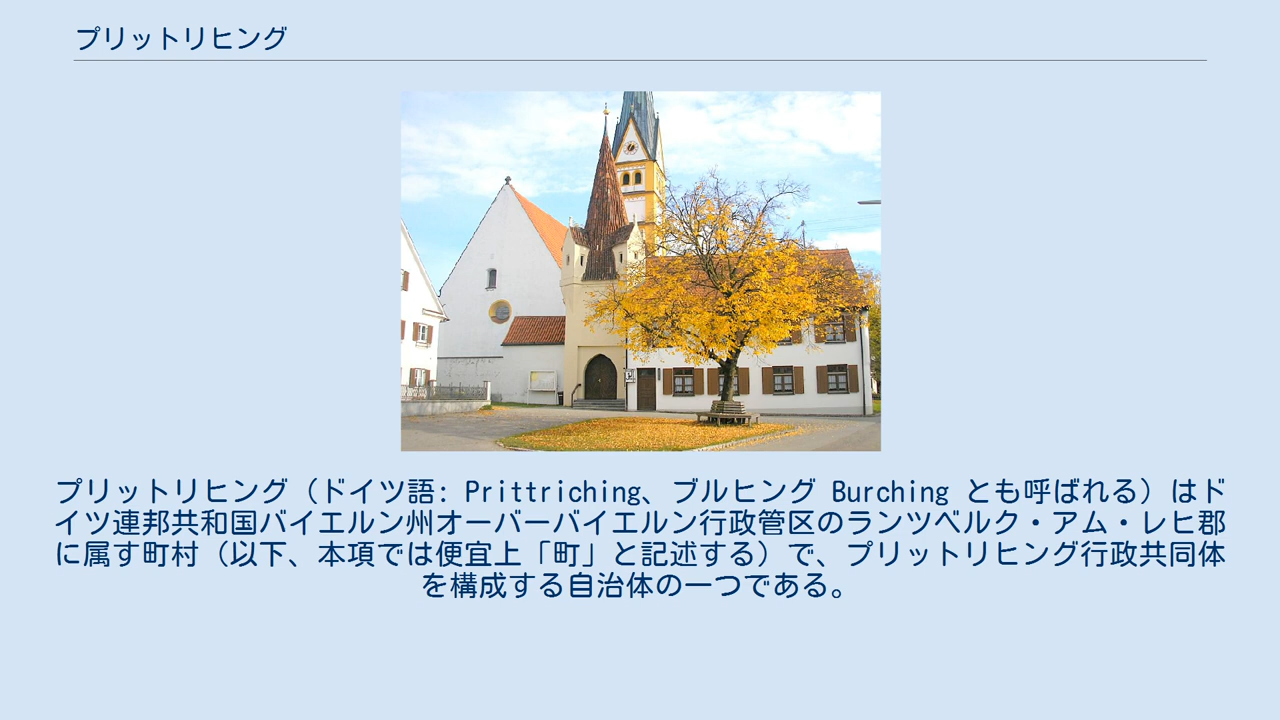 プリットリヒング
プリットリヒング（ドイツ語: Prittriching、ブルヒング Burching とも呼ばれる）はド
イツ連邦共和国バイエルン州オーバーバイエルン行政管区のランツベルク・アム・レヒ郡
に属す町村（以下、本項では便宜上「町」と記述する）で、プリットリヒング行政共同体
を構成する自治体の一つである。